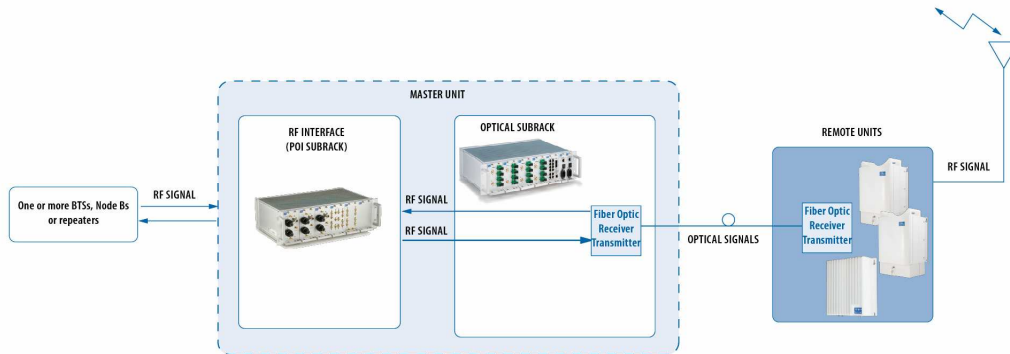 MASTER UNIT
RF INTERFACE
(POI SUBRACK)
OPTICAL SUBRACK
REMOTE UNITS
RF SIGNAL
One or more BTSs, Node Bs
or repeaters
RF SIGNAL
RF SIGNAL
RF SIGNAL
Fiber Optic
Receiver
Transmitter
OPTICAL SIGNALS
Fiber Optic
Receiver
Transmitter